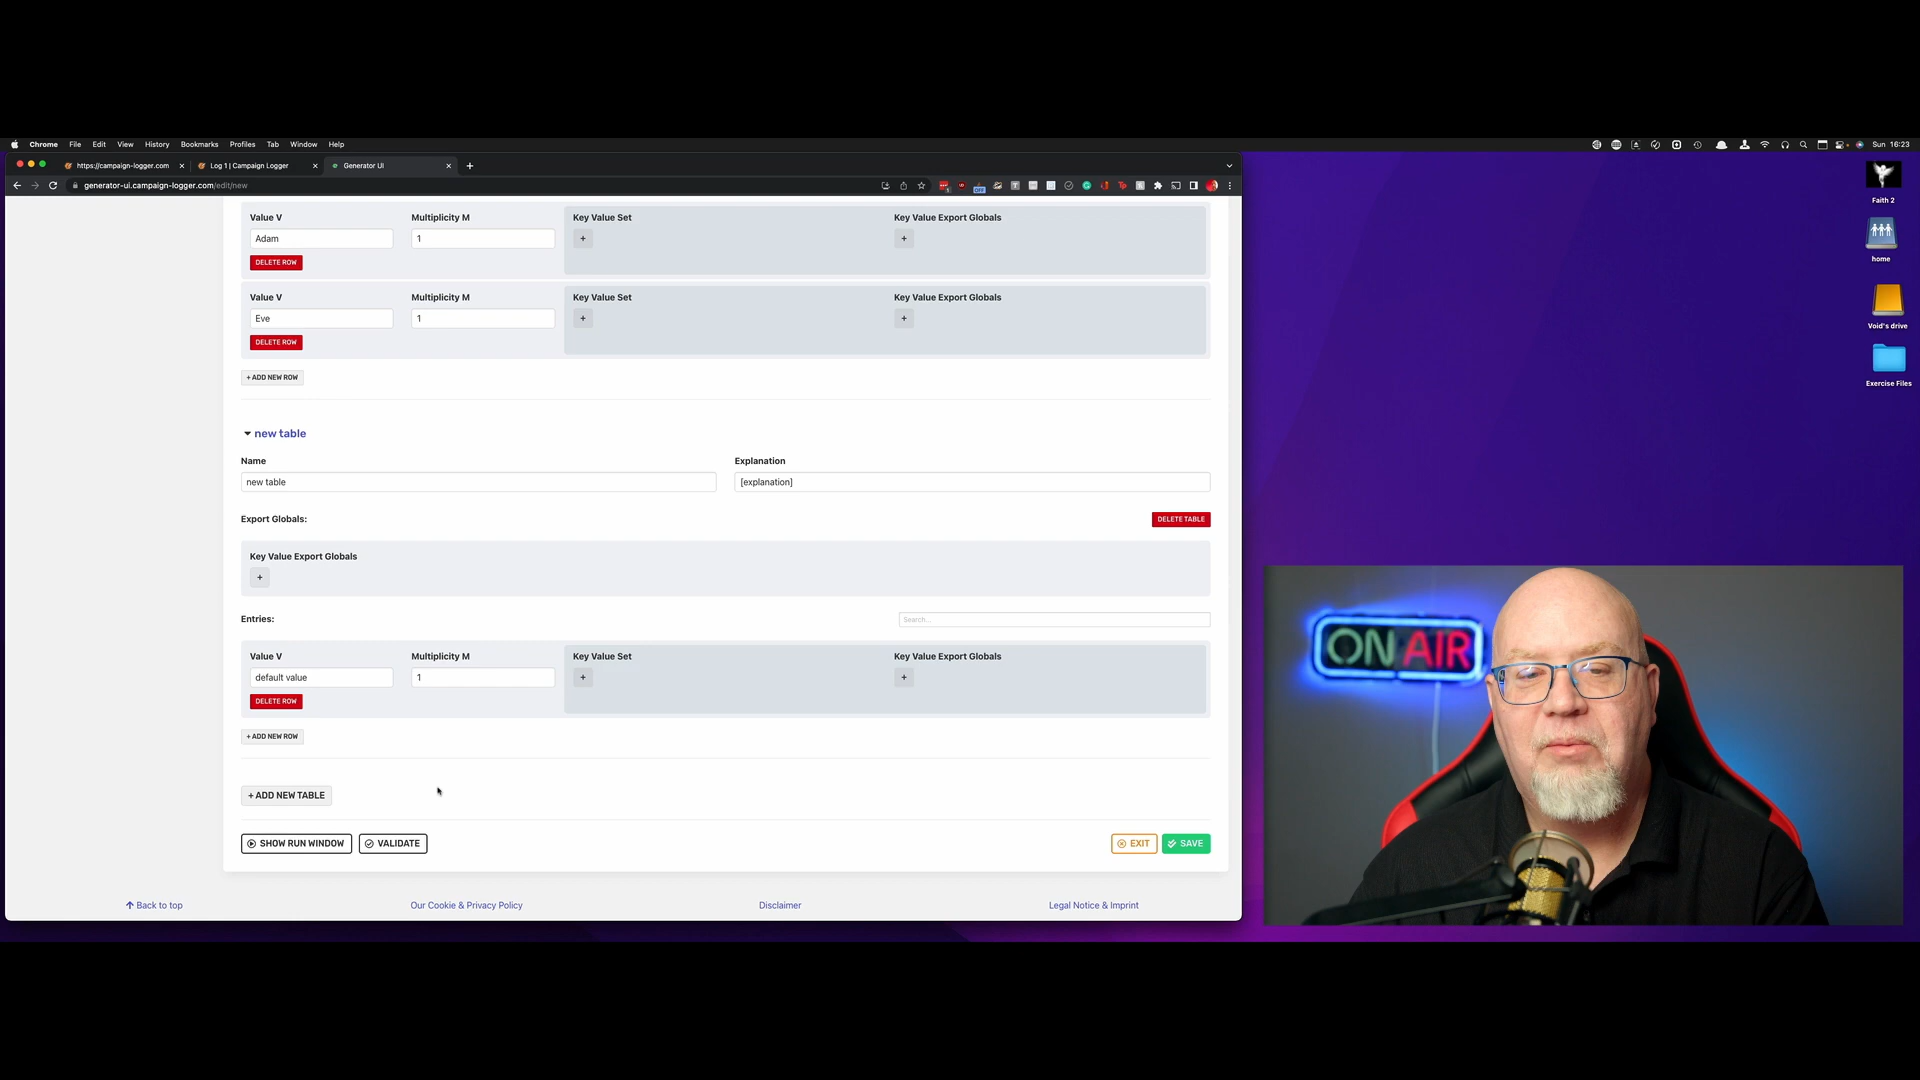 Chrome File Edit View History Bookmarks Profiles Tab Window Help Sun 16:23
https://campaign-logger.com Log 1 | Campaign Logger Generator UI
generator-ui.campaign-logger.com/edit/new
Faith 2
home
Void's drive
Exercise Files
Value V Multiplicity M Key Value Set Key Value Export Globals
Adam 1 + +
DELETE ROW
Value V Multiplicity M Key Value Set Key Value Export Globals
Eve 1 + +
DELETE ROW
+ ADD NEW ROW
new table
Name Explanation
new table [explanation]
Export Globals: DELETE TABLE
Key Value Export Globals
+
Entries: Search...
Value V Multiplicity M Key Value Set Key Value Export Globals
default value 1 + +
DELETE ROW
+ ADD NEW ROW
+ ADD NEW TABLE
SHOW RUN WINDOW VALIDATE EXIT SAVE
Back to top Our Cookie & Privacy Policy Disclaimer Legal Notice & Imprint
ON AIR